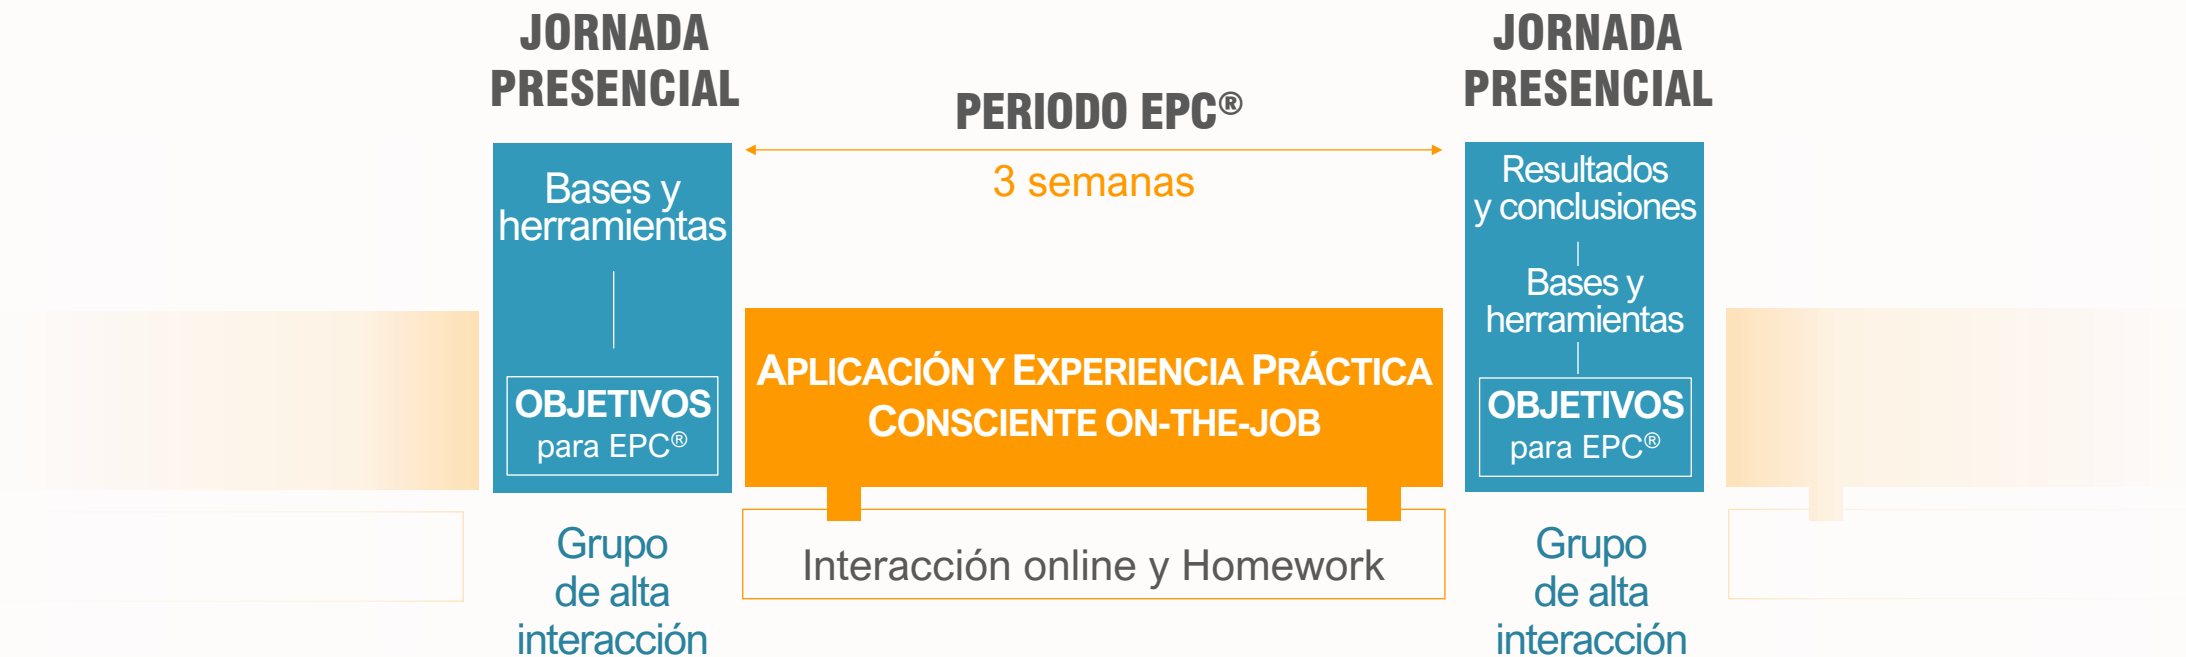 JORNADA
PRESENCIAL
Bases y
herramientas
OBJETIVOS
para EPC®
Grupo
de alta
interacción
PERIODO EPC®
3 semanas
APLICACIÓN Y EXPERIENCIA PRÁCTICA
CONSCIENTE ON-THE-JOB
Interacción online y Homework
JORNADA
PRESENCIAL
Resultados
y conclusiones
Bases y
herramientas
OBJETIVOS
para EPC®
Grupo
de alta
interacción